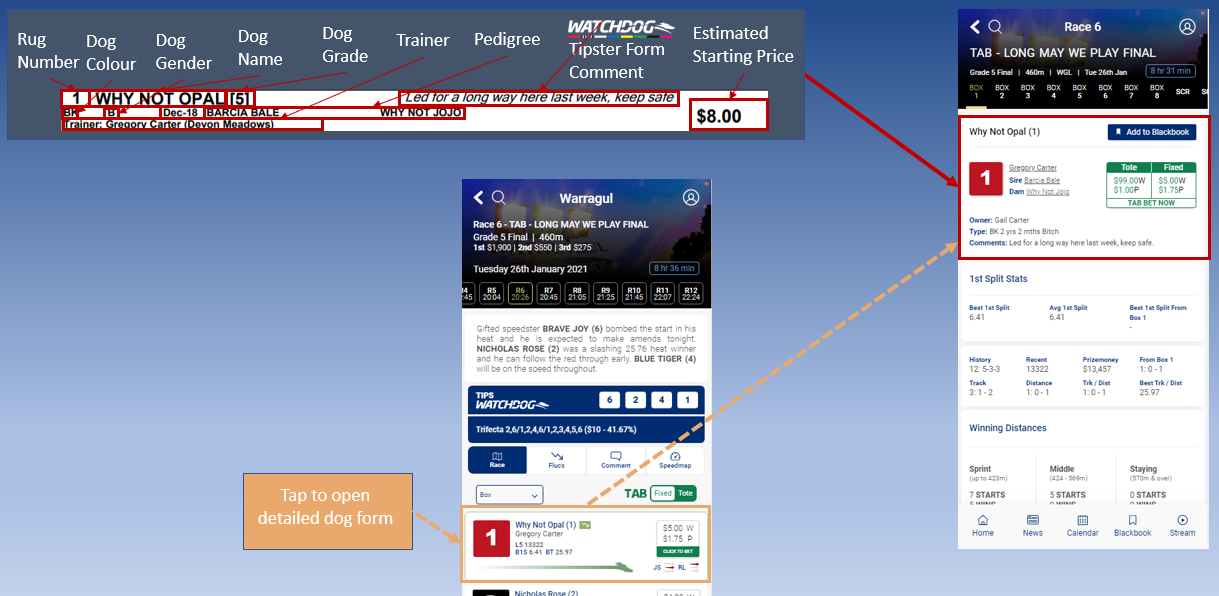 Rug Number
Dog Colour
Dog Gender
Dog Name
Dog Grade
Trainer
Pedigree
WATCHDOG
Tipster Form Comment
Estimated Starting Price
1 WHY NOT OPAL [5]
Led for a long way here last week, keep safe
BK B Dec-18 BARCIA BALE WHY NOT JOJO
Trainer: Gregory Carter (Devon Meadows)
$8.00
Warragul
Race 6 - TAB - LONG MAY WE PLAY FINAL
Grade 5 Final | 460m
1st $1,900 | 2nd $550 | 3rd $275
Tuesday 26th January 2021
8 hr 36 min
R4 R5 R6 R7 R8 R9 R10 R11 R12
:45 20:04 20:26 20:45 21:05 21:25 21:45 22:07 22:24
Gifted speedster BRAVE JOY (6) bombed the start in his
heat and he is expected to make amends tonight.
NICHOLAS ROSE (2) was a slashing 25.76 heat winner
and he can follow the red through early. BLUE TIGER (4)
will be on the speed throughout.
TIPS
WATCHDOG
6 2 4 1
Trifecta 2,6/1,2,4,6/1,2,3,4,5,6 ($10 - 41.67%)
Race Flucs Comment Speedmap
Box
TAB Fixed Tote
1
Why Not Opal (1)
Gregory Carter
L5 13322
B1S 6.41 BT 25.97
$5.00 W
$1.75 P
CLICK TO BET
JS RL
Nicholas Rose (2)
Tap to open
detailed dog form
Race 6
TAB - LONG MAY WE PLAY FINAL
Grade 5 Final | 460m | WGL | Tue 26th Jan
8 hr 31 min
BOX BOX BOX BOX BOX BOX BOX BOX SCR
1 2 3 4 5 6 7 8
Why Not Opal (1)
Add to Blackbook
1
Gregory Carter
Sire Barcia Bale
Dam Why Not Jojo
Tote Fixed
$99.00W $5.00W
$1.00P $1.75P
TAB BET NOW
Owner: Gail Carter
Type: BK 2 yrs 2 mths Bitch
Comments: Led for a long way here last week, keep safe.
1st Split Stats
Best 1st Split Avg 1st Split Best 1st Split From Box 1
6.41 6.41 -
History Recent Prizemoney From Box 1
12: 5-3-3 13322 $13,457 1: 0 - 1
Track Distance Trk / Dist Best Trk / Dist
3: 1 - 2 1: 0 - 1 1: 0 - 1 25.97
Winning Distances
Sprint Middle Staying
(up to 423m) (424 - 569m) (570m & over)
7 STARTS 5 STARTS 0 STARTS
Home News Calendar Blackbook Stream